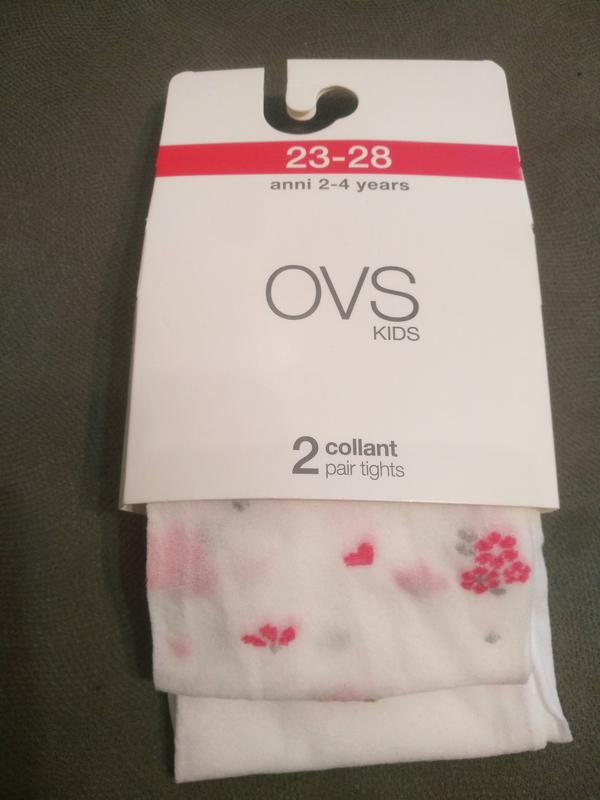 23-28
anni 2-4 years
OVS
KIDS
2 collant
pair tights